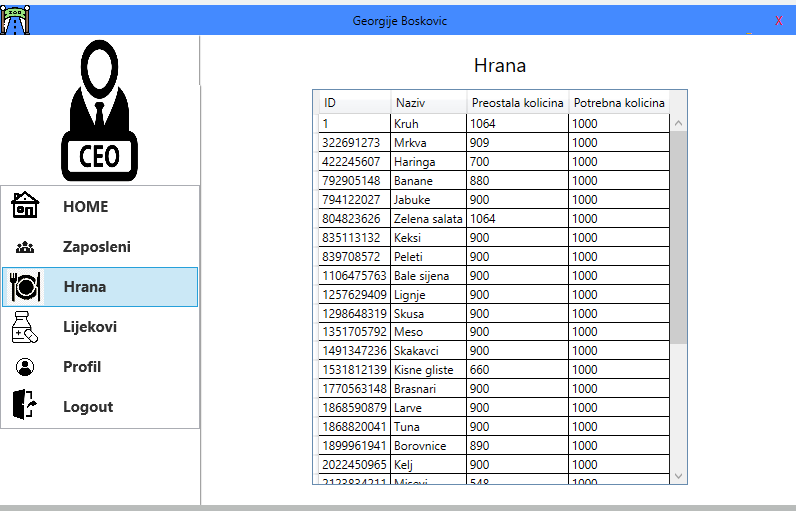 Georgije Boskovic
X
CEO
HOME
Zaposleni
Hrana
Lijekovi
Profil
Logout
Hrana
ID Naziv Preostala kolicina Potrebna kolicina
1 Kruh 1064 1000
322691273 Mrkva 909 1000
422245607 Haringa 700 1000
792905148 Banane 880 1000
794122027 Jabuke 900 1000
804823626 Zelena salata 1064 1000
835113132 Keksi 900 1000
839708572 Peleti 900 1000
1106475763 Bale sijena 900 1000
1257629409 Lignje 900 1000
1298648319 Skusa 900 1000
1351705792 Meso 900 1000
1491347236 Skakavci 900 1000
1531812139 Kisne gliste 660 1000
1770563148 Brasnari 900 1000
1868590879 Larve 900 1000
1868820041 Tuna 900 1000
1899961941 Borovnice 890 1000
2022450965 Kelj 900 1000
2123834211 Misevi 548 1000